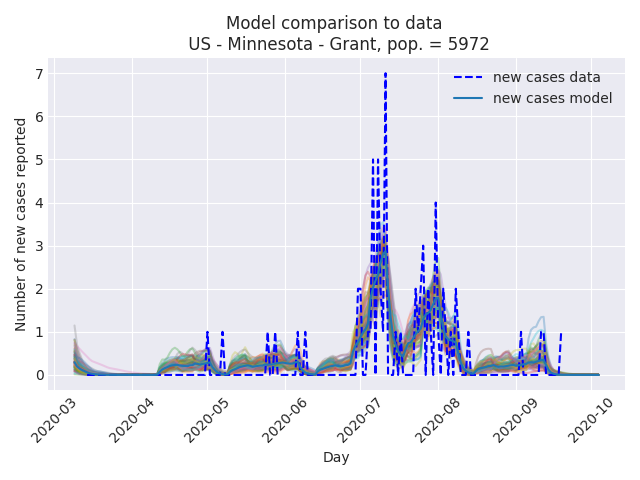 Model comparison to data
US - Minnesota - Grant, pop. = 5972
new cases data
new cases model
Number of new cases reported
7
6
5
4
3
2
1
0
2020-03
2020-04
2020-05
2020-06
2020-07
2020-08
2020-09
2020-10
Day